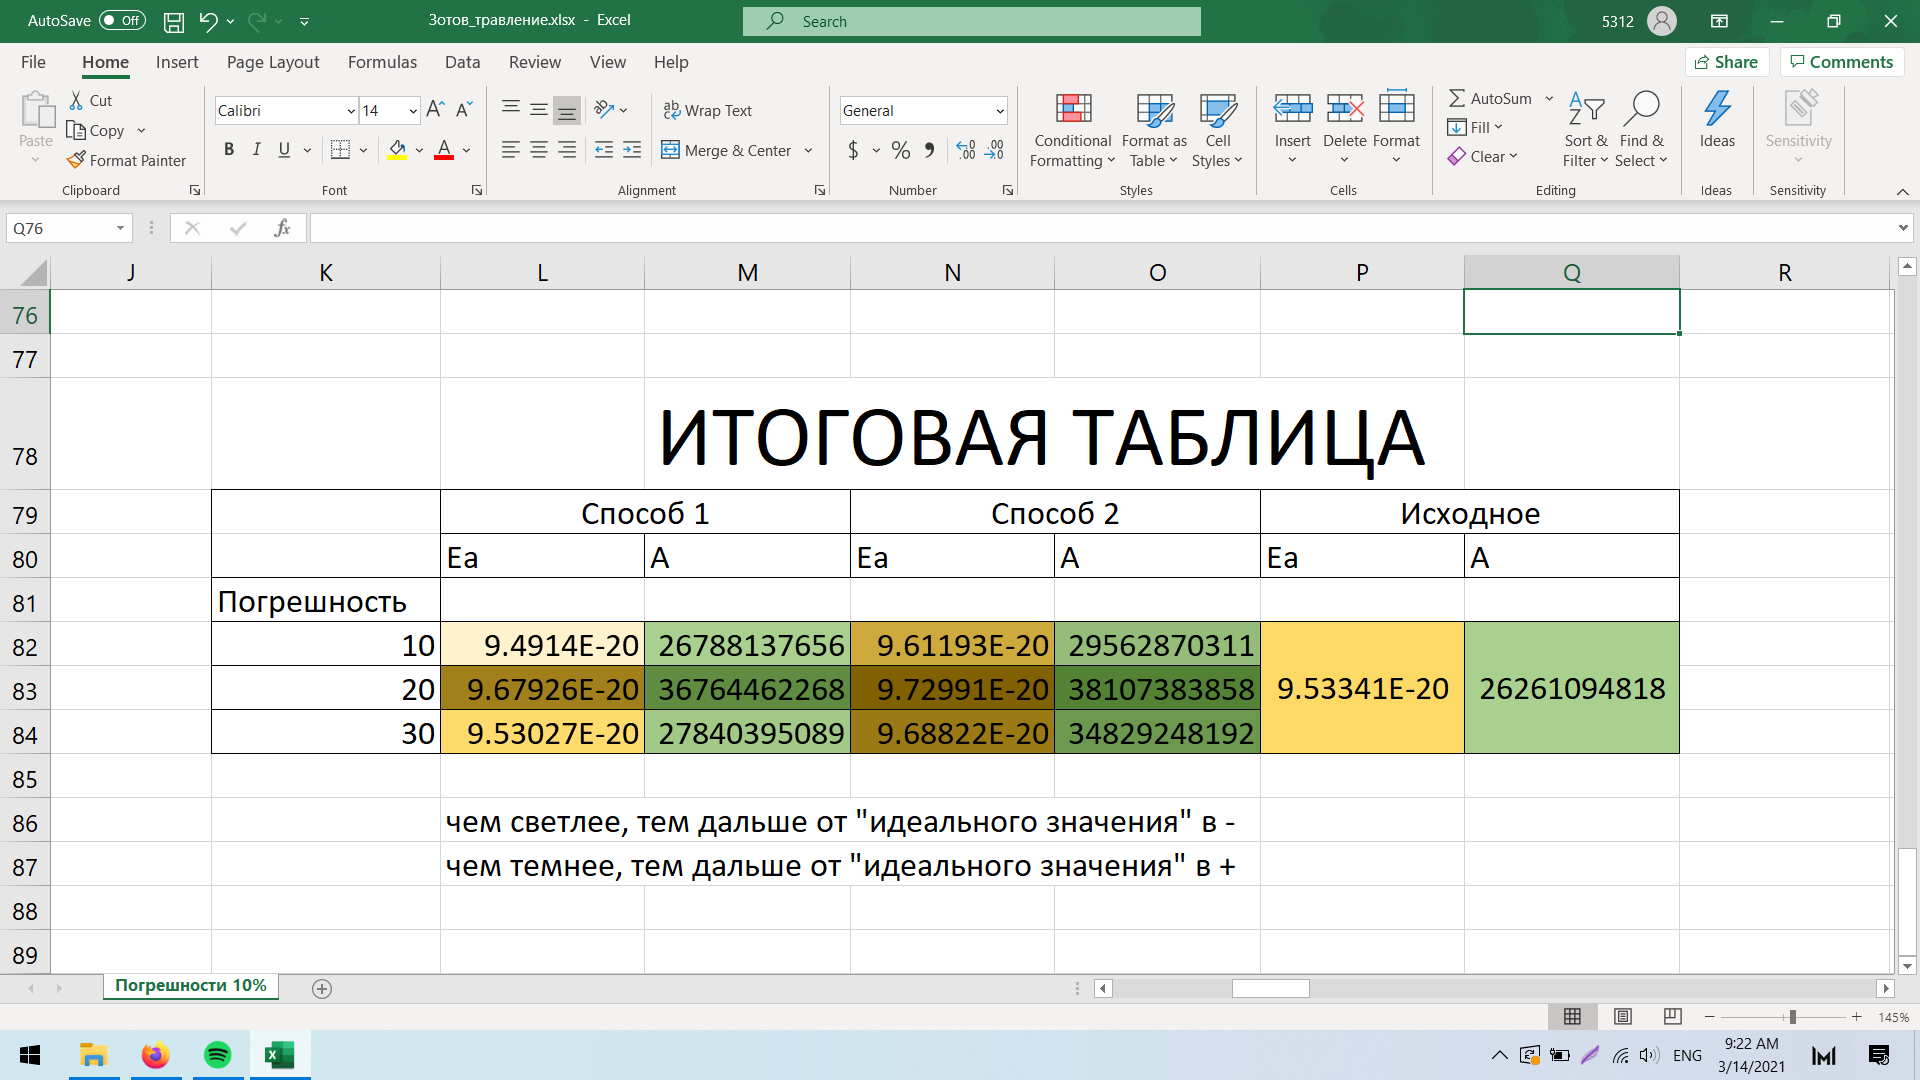 AutoSave Off Зотов_травление.xlsx - Excel Search 5312
File Home Insert Page Layout Formulas Data Review View Help Share Comments
Paste Cut Copy Format Painter Clipboard
Calibri 14 B I U A Font
ab Wrap Text Merge & Center Alignment
General $ % Number
Conditional Formatting Format as Table Cell Styles Styles
Insert Delete Format Cells
AutoSum Fill Clear Sort & Filter Find & Select Editing
Ideas Ideas
Sensitivity Sensitivity
Q76 fx
J K L M N O P Q R
76
77
78 ИТОГОВАЯ ТАБЛИЦА
79 Способ 1 Способ 2 Исходное
80 Ea A Ea A Ea A
81 Погрешность
82 10 9.4914E-20 26788137656 9.61193E-20 29562870311
83 20 9.67926E-20 36764462268 9.72991E-20 38107383858 9.53341E-20 26261094818
84 30 9.53027E-20 27840395089 9.68822E-20 34829248192
85
86 чем светлее, тем дальше от "идеального значения" в -
87 чем темнее, тем дальше от "идеального значения" в +
88
89
Погрешности 10%
145%
ENG 9:22 AM
3/14/2021